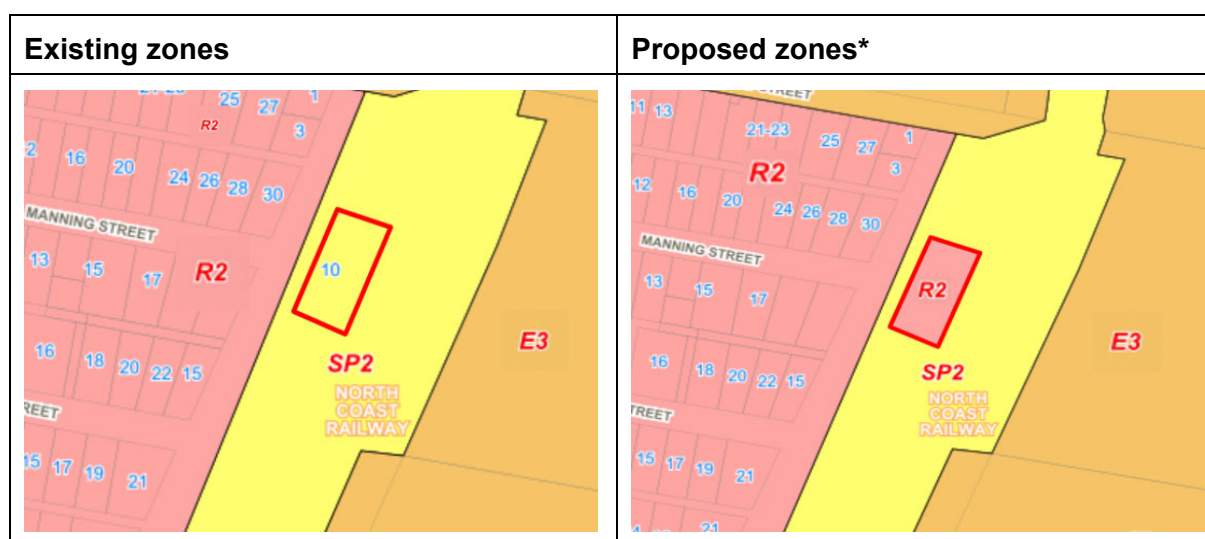 Existing zones
25 27 1
R2
3
2 16 20 24 26 28 30
MANNING STREET
13 15 17 R2
10
E3
16 18 20 22 15
SP2
NORTH
COAST
RAILWAY
REET
15 17 19 21
Proposed zones*
11 13 21-23 25 27 1
3
R2
12 16 20 24 26 28 30
MANNING STREET
13 15 17
R2
E3
16 18 20 22 15
SP2
NORTH
COAST
RAILWAY
TREET
15 17 19 21
21